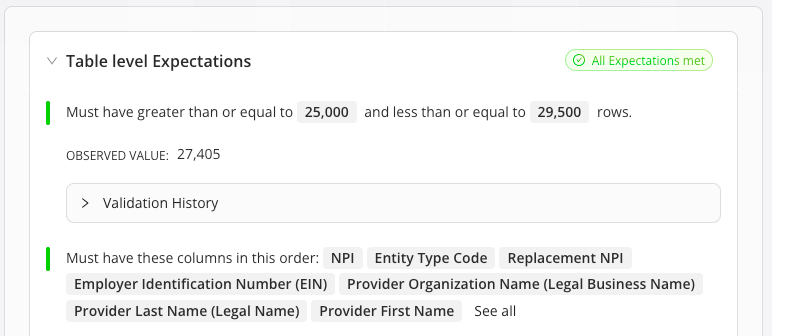 Table level Expectations
All Expectations met
Must have greater than or equal to 25,000 and less than or equal to 29,500 rows.
OBSERVED VALUE: 27,405
Validation History
Must have these columns in this order: NPI Entity Type Code Replacement NPI
Employer Identification Number (EIN) Provider Organization Name (Legal Business Name)
Provider Last Name (Legal Name) Provider First Name See all